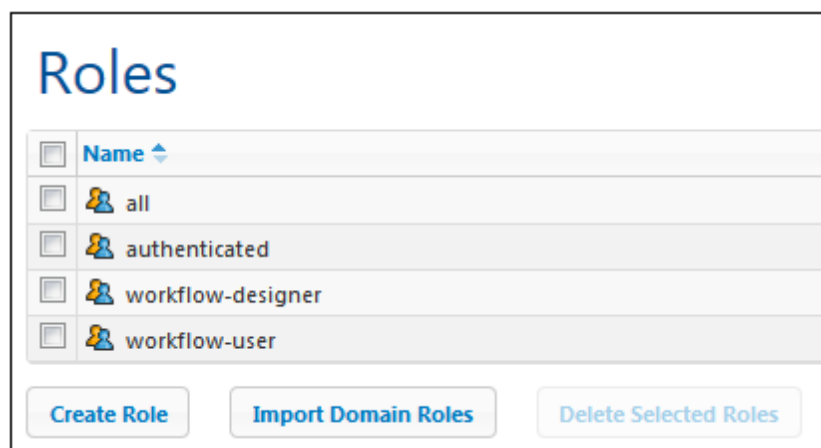 Roles
Name
all
authenticated
workflow-designer
workflow-user
Create Role Import Domain Roles Delete Selected Roles